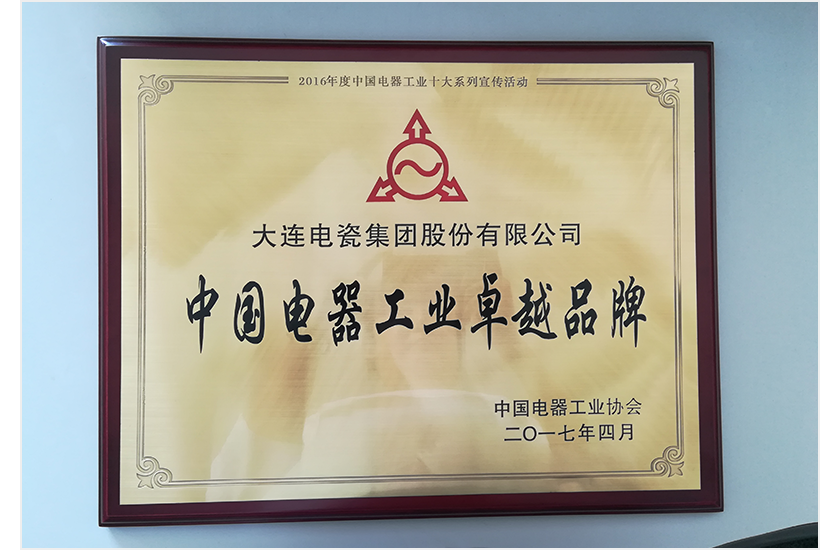 2016年度中国电器工业十大系列宣传活动
大连电瓷集团股份有限公司
中国电器工业卓越品牌
中国电器工业协会
二〇一七年四月